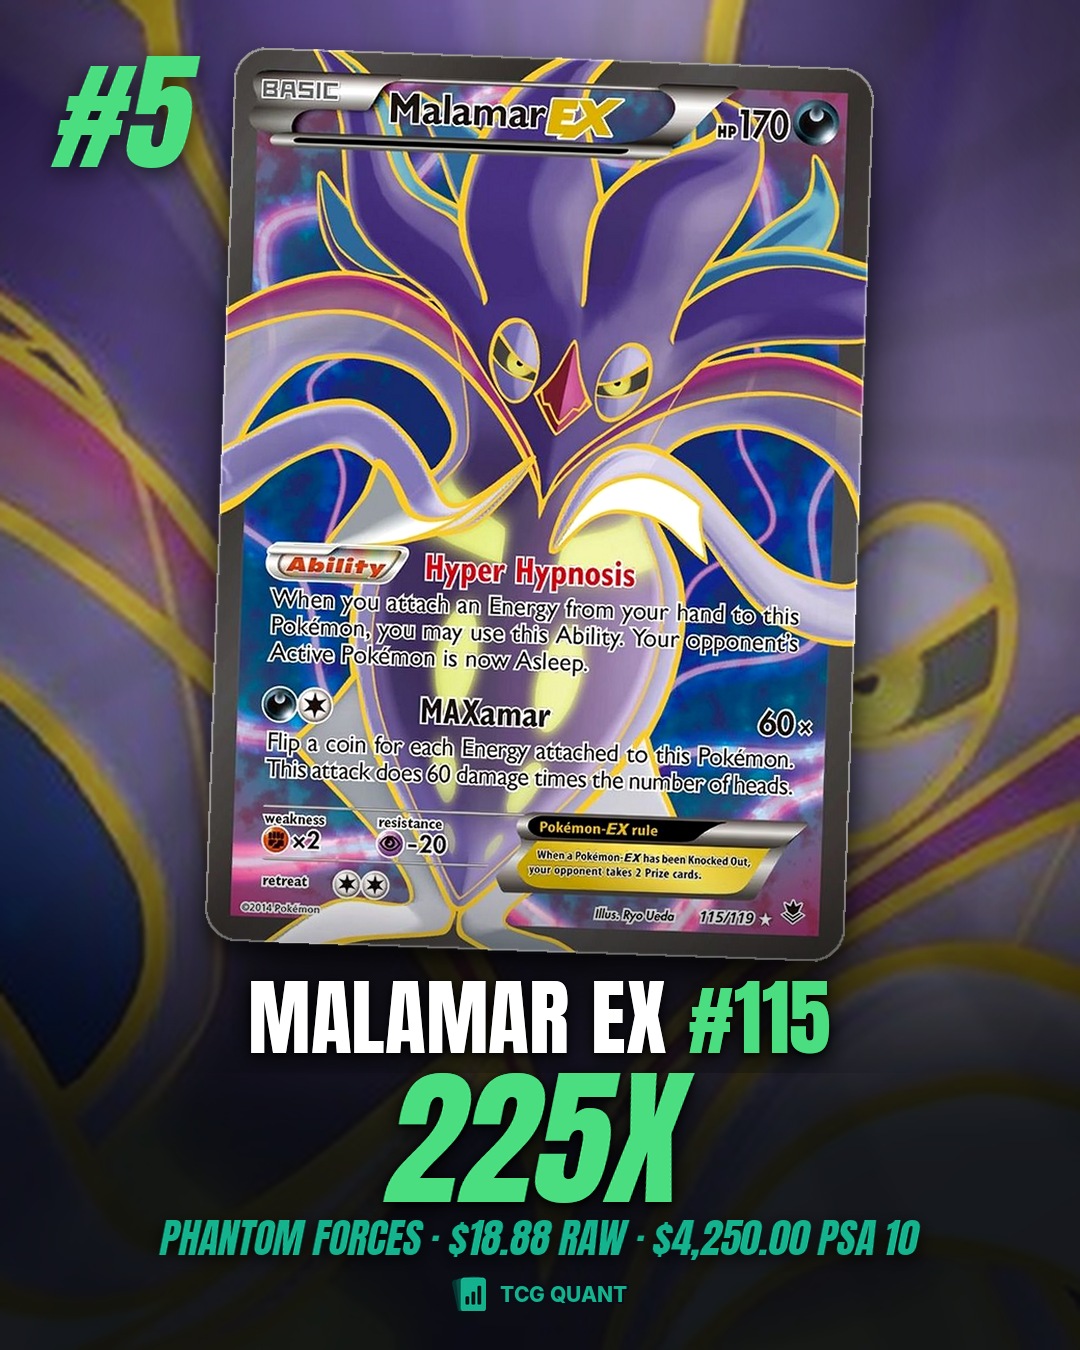 #5
BASIC
MalamarEX
HP170
Ability Hyper Hypnosis
When you attach an Energy from your hand to this
Pokémon, you may use this Ability. Your opponent's
Active Pokémon is now Asleep.
MAXamar 60×
Flip a coin for each Energy attached to this Pokémon.
This attack does 60 damage times the number of heads.
weakness resistance
×2 -20
Pokémon-EX rule
When a Pokémon-EX has been Knocked Out,
your opponent takes 2 Prize cards.
retreat
©2014 Pokémon
Illus. Ryo Ueda 115/119 ★
MALAMAR EX #115
225X
PHANTOM FORCES · $18.88 RAW · $4,250.00 PSA 10
TCG QUANT